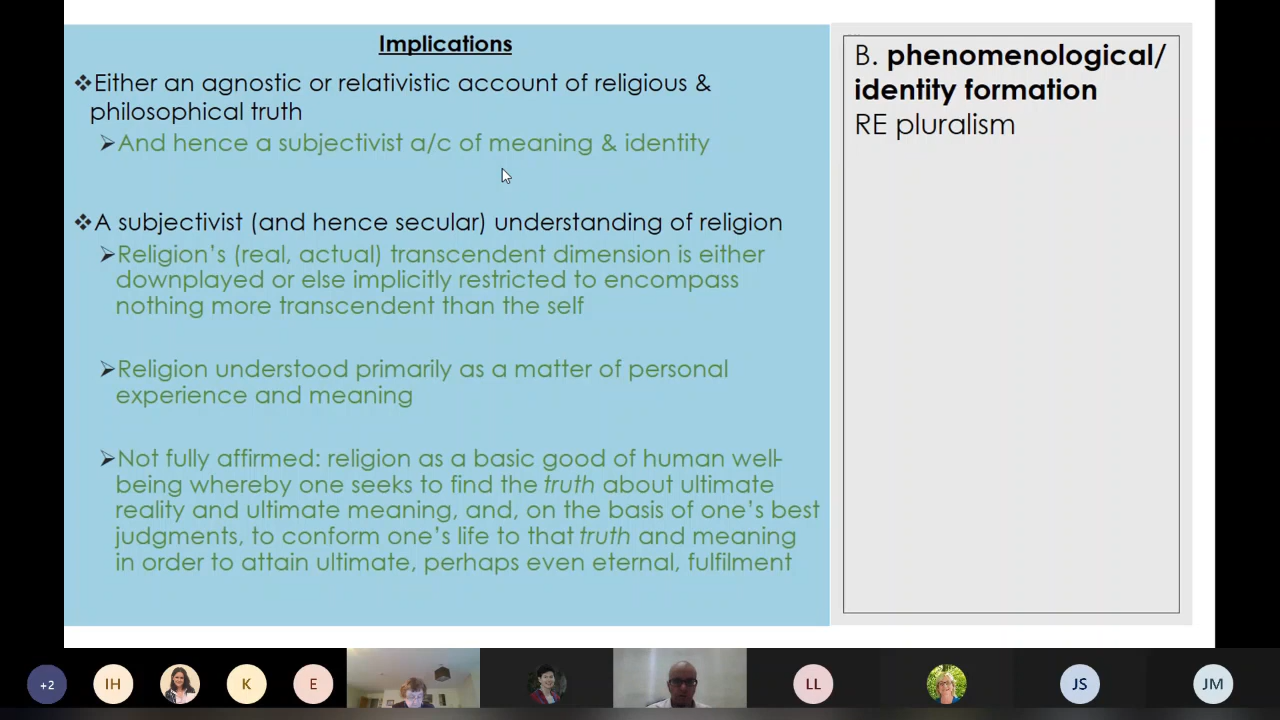 Implications
❖Either an agnostic or relativistic account of religious &
philosophical truth
➢And hence a subjectivist a/c of meaning & identity
❖A subjectivist (and hence secular) understanding of religion
➢Religion’s (real, actual) transcendent dimension is either
downplayed or else implicitly restricted to encompass
nothing more transcendent than the self
➢Religion understood primarily as a matter of personal
experience and meaning
➢Not fully affirmed: religion as a basic good of human well-
being whereby one seeks to find the truth about ultimate
reality and ultimate meaning, and, on the basis of one’s best
judgments, to conform one’s life to that truth and meaning
in order to attain ultimate, perhaps even eternal, fulfilment
B. phenomenological/
identity formation
RE pluralism
+2
IH
K
E
LL
JS
JM